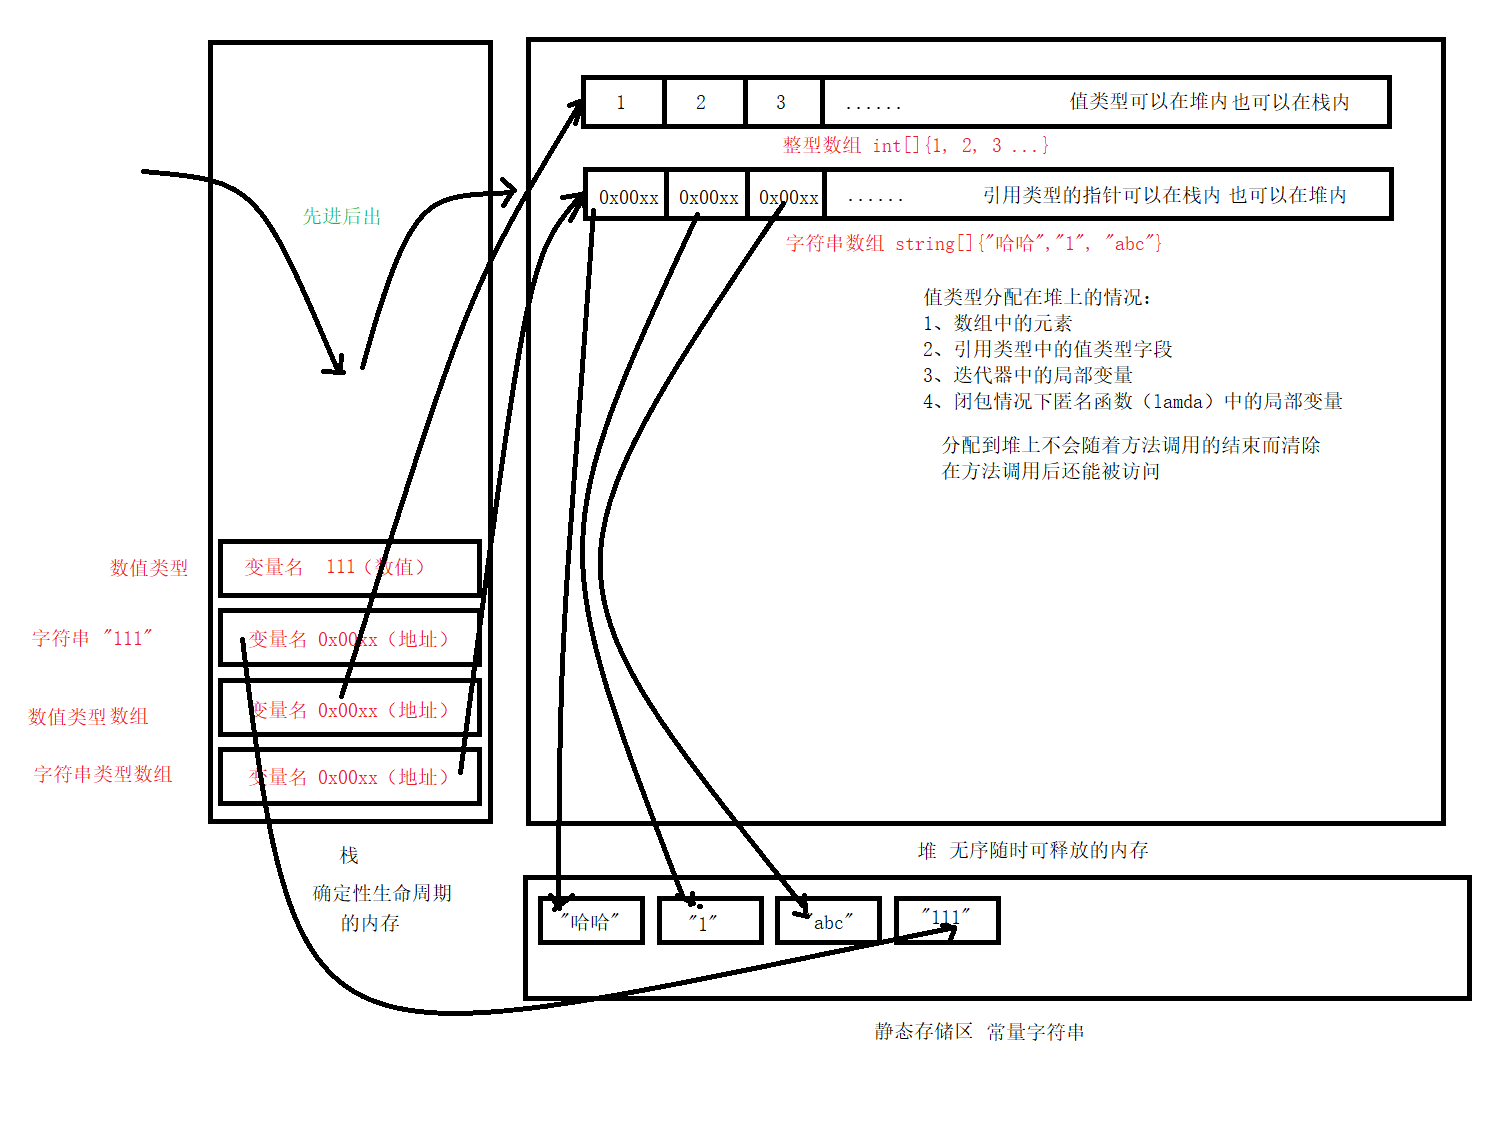 先进后出
数值类型 变量名 111（数值）
字符串 "111" 变量名 0x00xx（地址）
数值类型数组 变量名 0x00xx（地址）
字符串类型数组 变量名 0x00xx（地址）
栈
确定性生命周期
的内存
1 2 3 ...... 值类型可以在堆内也可以在栈内
整型数组 int[]{1, 2, 3 ...}
0x00xx 0x00xx 0x00xx ...... 引用类型的指针可以在栈内 也可以在堆内
字符串数组 string[]{"哈哈","1", "abc"}
值类型分配在堆上的情况：
1、数组中的元素
2、引用类型中的值类型字段
3、迭代器中的局部变量
4、闭包情况下匿名函数（lamda）中的局部变量
分配到堆上不会随着方法调用的结束而清除
在方法调用后还能被访问
堆 无序随时可释放的内存
"哈哈" "1" "abc" "111"
静态存储区 常量字符串